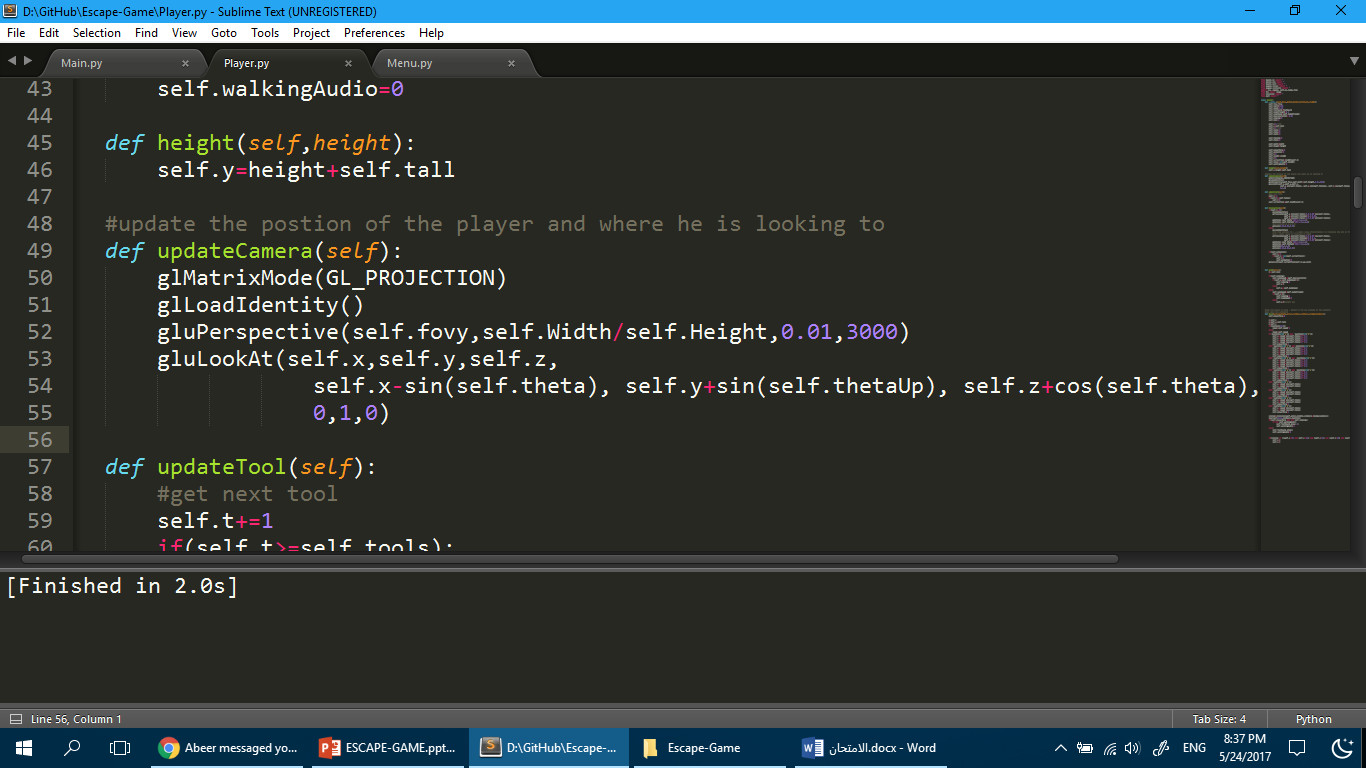 D:\GitHub\Escape-Game\Player.py - Sublime Text (UNREGISTERED)
File Edit Selection Find View Goto Tools Project Preferences Help
Main.py × Player.py × Menu.py ×
43 self.walkingAudio=0
44
45 def height(self,height):
46 self.y=height+self.tall
47
48 #update the postion of the player and where he is looking to
49 def updateCamera(self):
50 glMatrixMode(GL_PROJECTION)
51 glLoadIdentity()
52 gluPerspective(self.fovy,self.Width/self.Height,0.01,3000)
53 gluLookAt(self.x,self.y,self.z,
54 self.x-sin(self.theta), self.y+sin(self.thetaUp), self.z+cos(self.theta),
55 0,1,0)
56
57 def updateTool(self):
58 #get next tool
59 self.t+=1
60 if(self.t>=self.tools):
[Finished in 2.0s]
Line 56, Column 1 Tab Size: 4 Python
Abeer messaged yo... ESCAPE-GAME.ppt... D:\GitHub\Escape-... Escape-Game الامتحان.docx - Word ENG 8:37 PM
5/24/2017